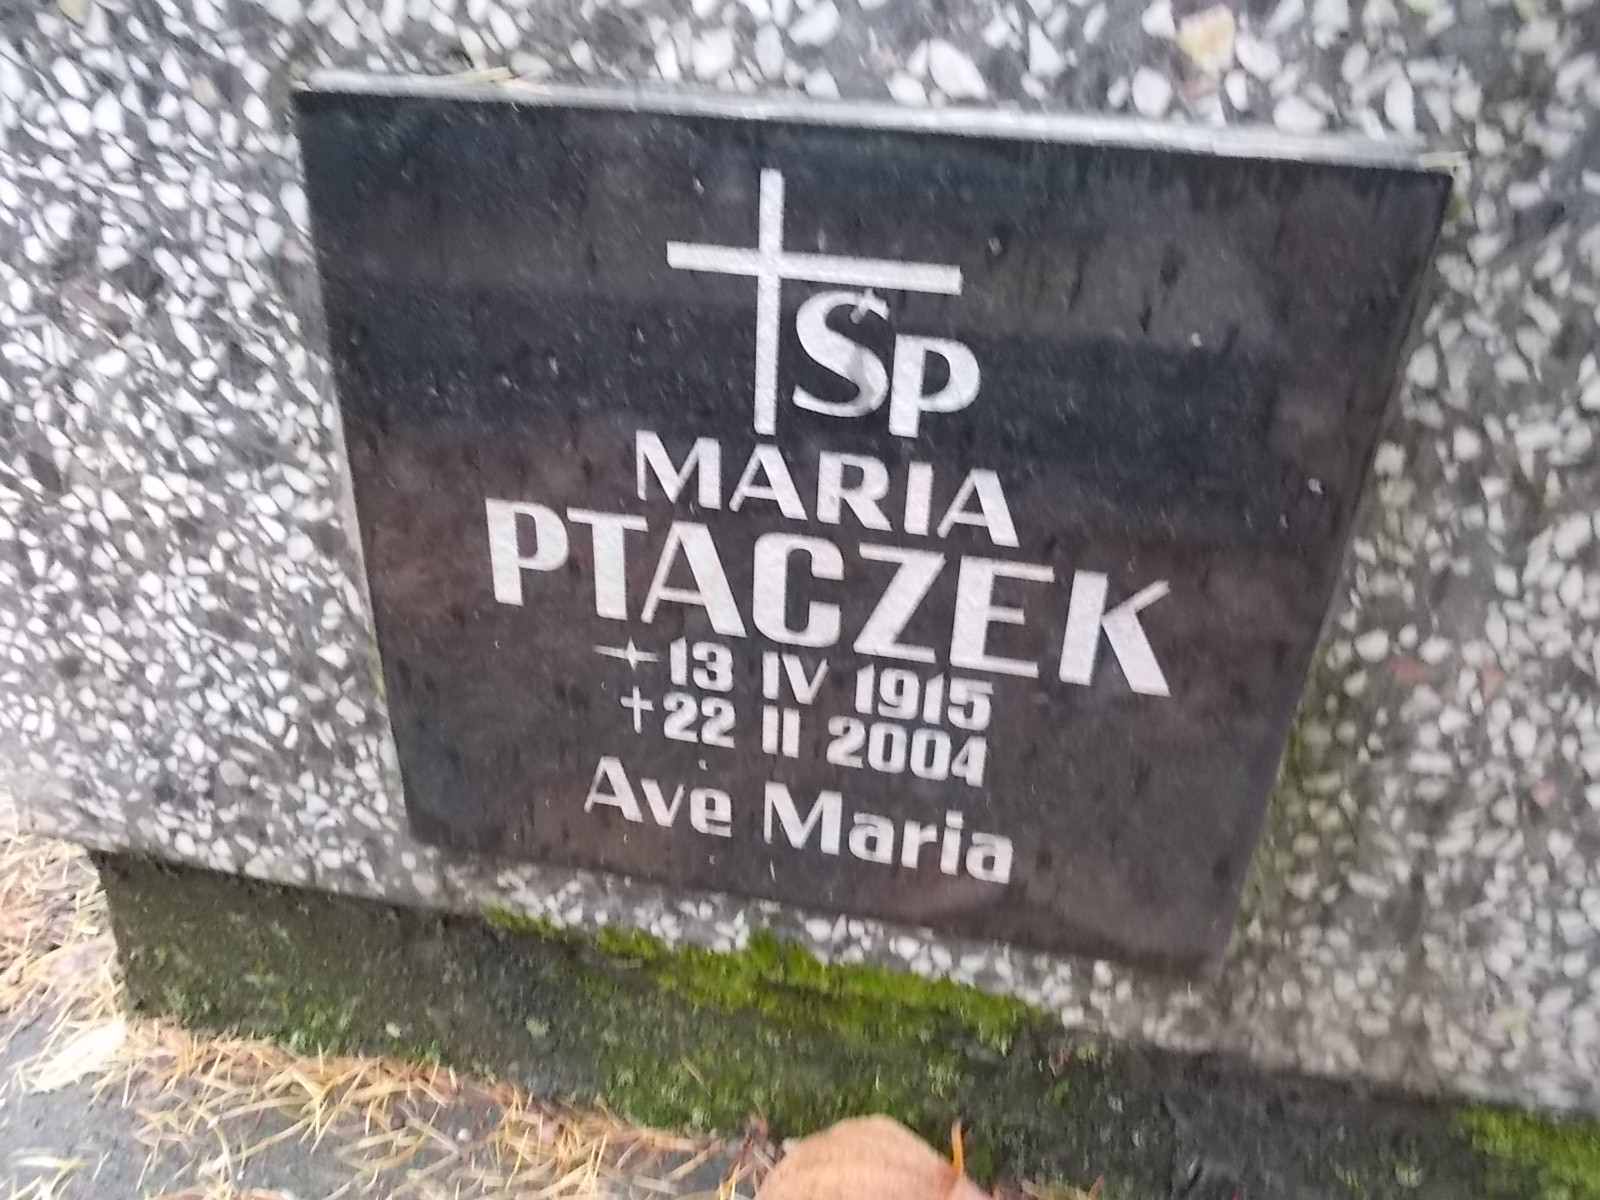 ŚP
MARIA
PTACZEK
13 IV 1915
✝22 II 2004
Ave Maria